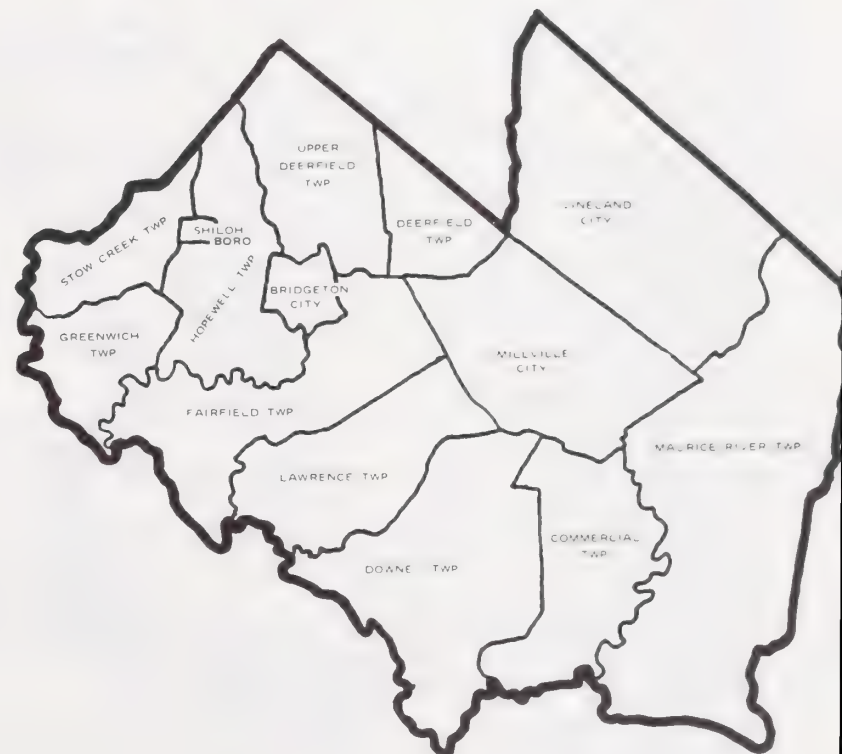 UPPER
DEERFIELD
TWP
DEERFIELD
TWP
VINELAND
CITY
STOW CREEK TWP
SHILOH
BORO
HOPEWELL TWP
BRIDGETON
CITY
GREENWICH
TWP
MILLVILLE
CITY
FAIRFIELD TWP
MAURICE RIVER TWP
LAWRENCE TWP
COMMERCIAL
TWP
DOWNE TWP